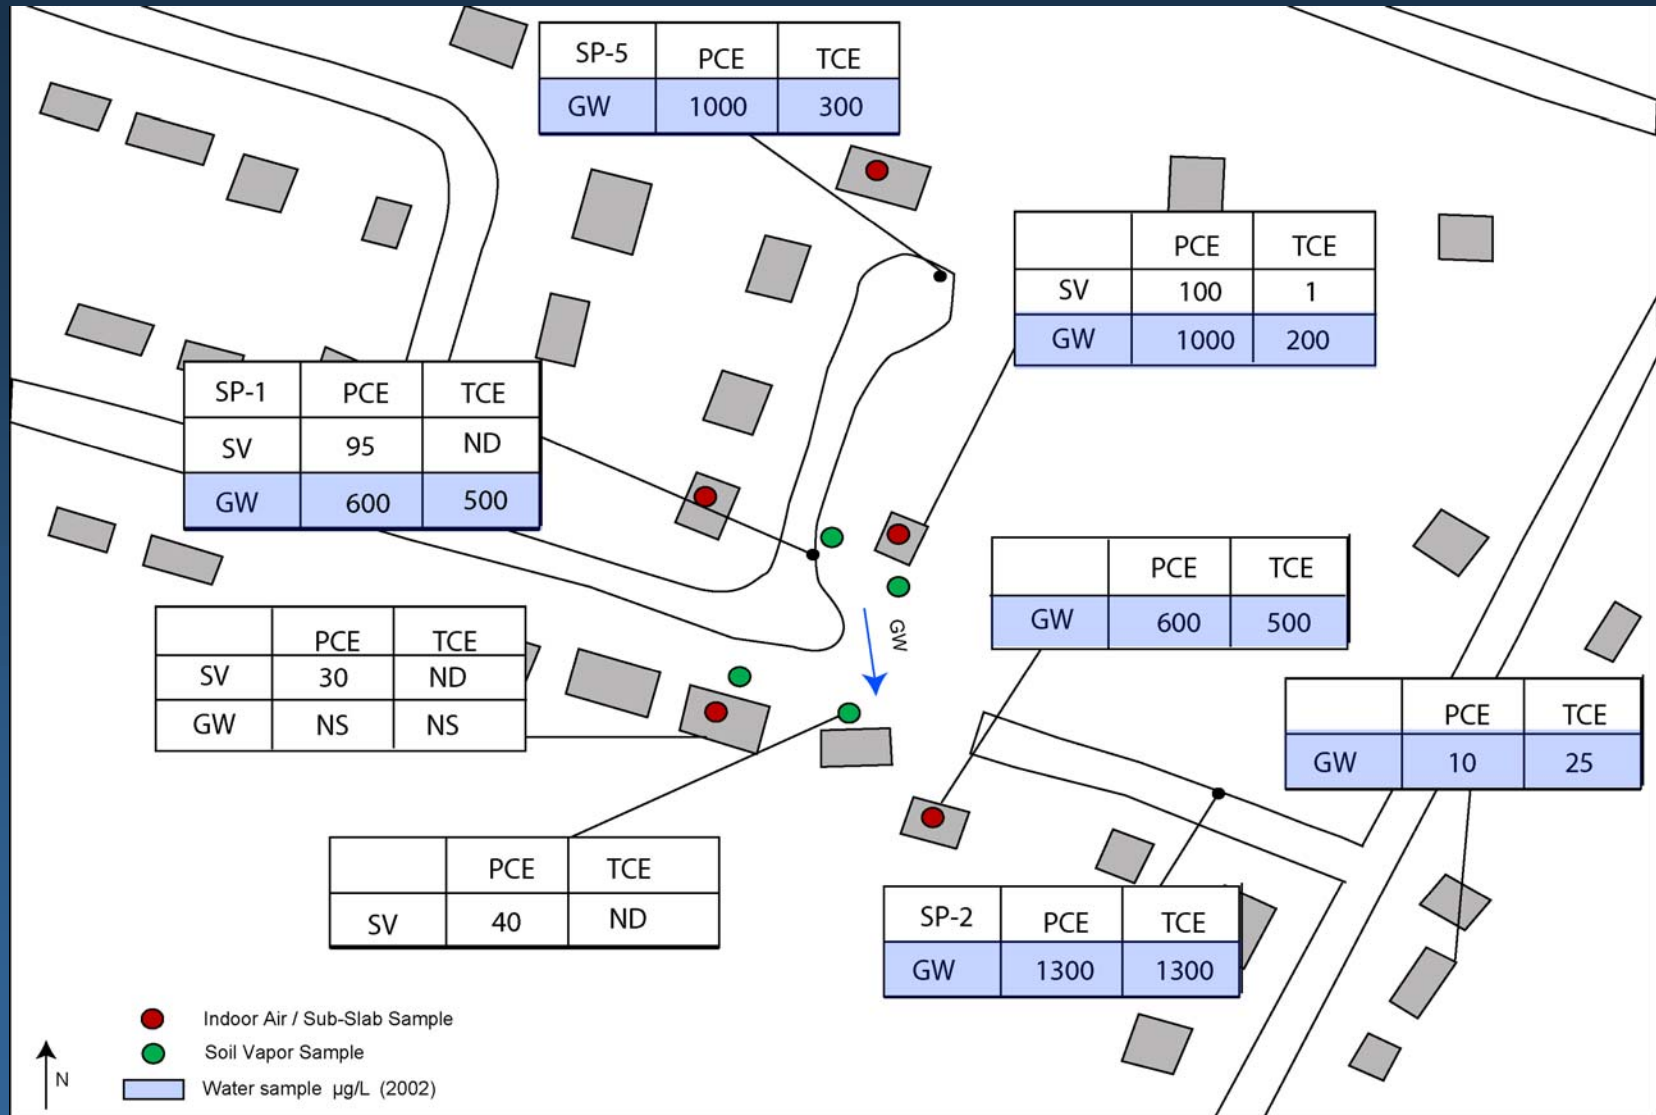 SP-5 PCE TCE
GW 1000 300
PCE TCE
SV 100 1
GW 1000 200
SP-1 PCE TCE
SV 95 ND
GW 600 500
PCE TCE
GW 600 500
GW
PCE TCE
SV 30 ND
GW NS NS
PCE TCE
GW 10 25
PCE TCE
SV 40 ND
SP-2 PCE TCE
GW 1300 1300
Indoor Air / Sub-Slab Sample
Soil Vapor Sample
Water sample µg/L (2002)
N